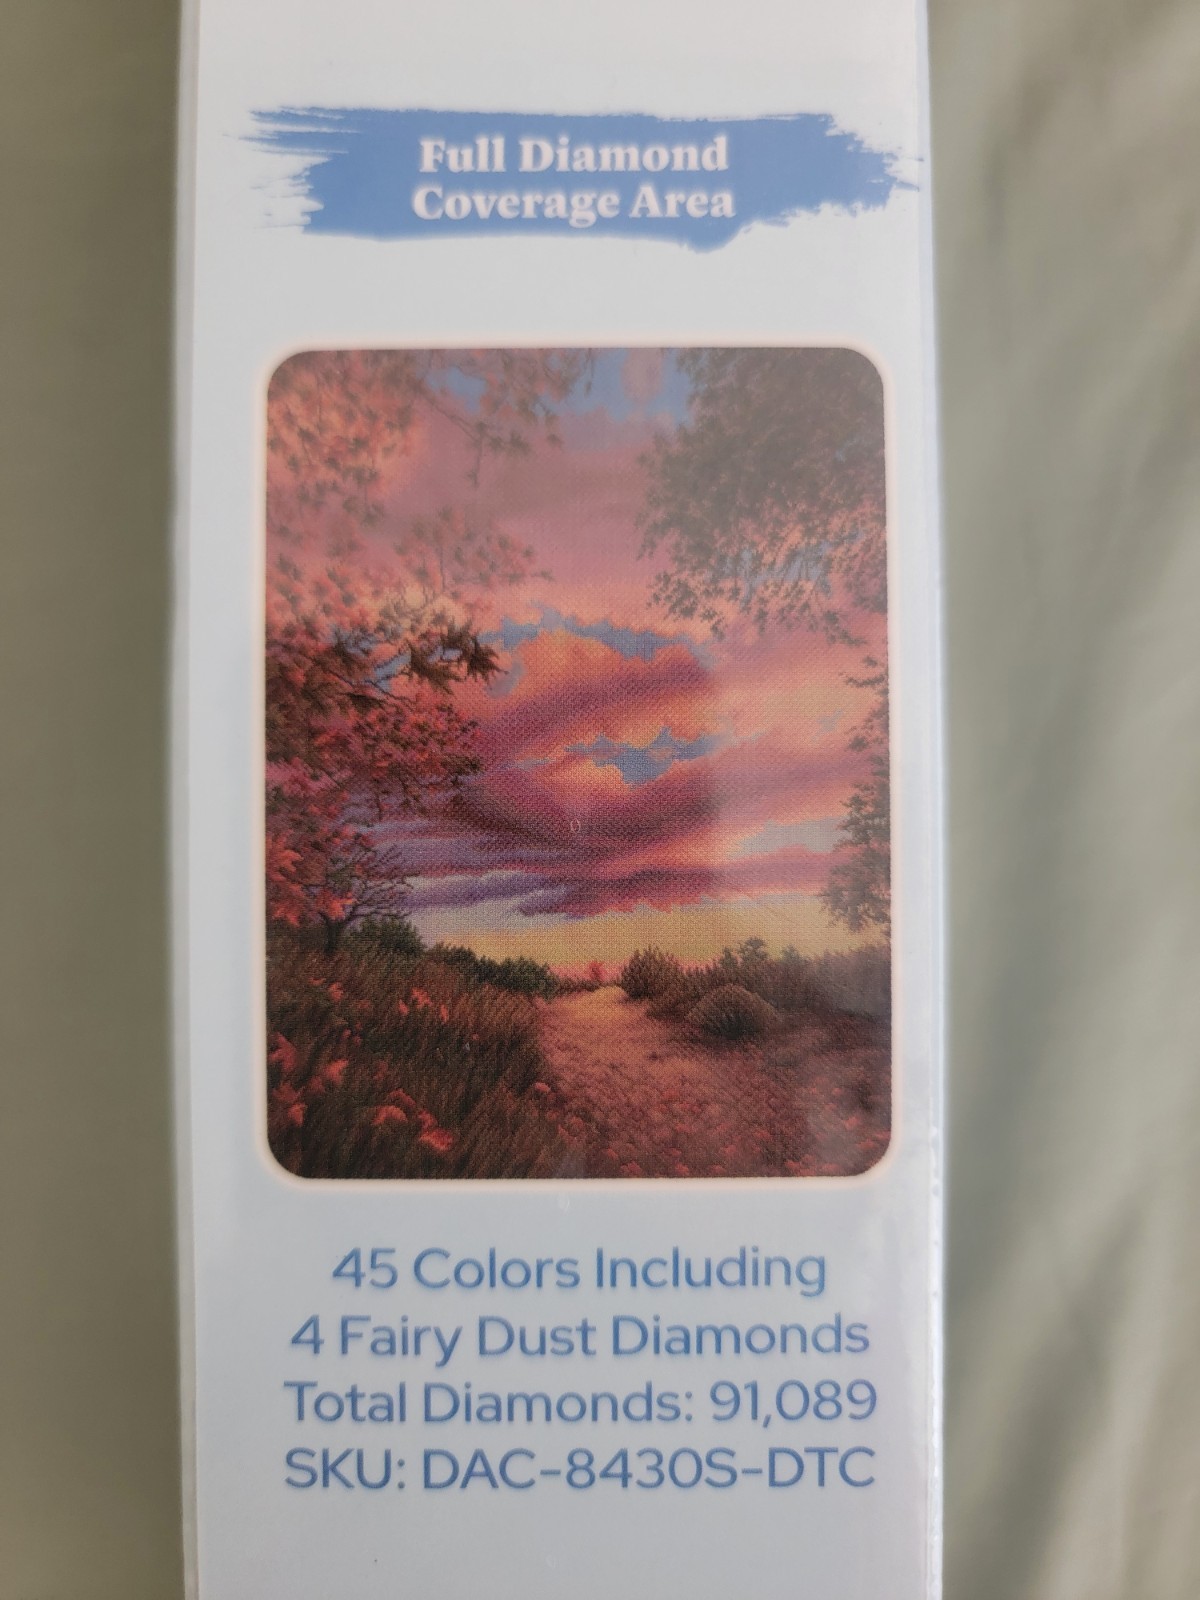 Full Diamond
Coverage Area
45 Colors Including
4 Fairy Dust Diamonds
Total Diamonds: 91,089
SKU: DAC-8430S-DTC